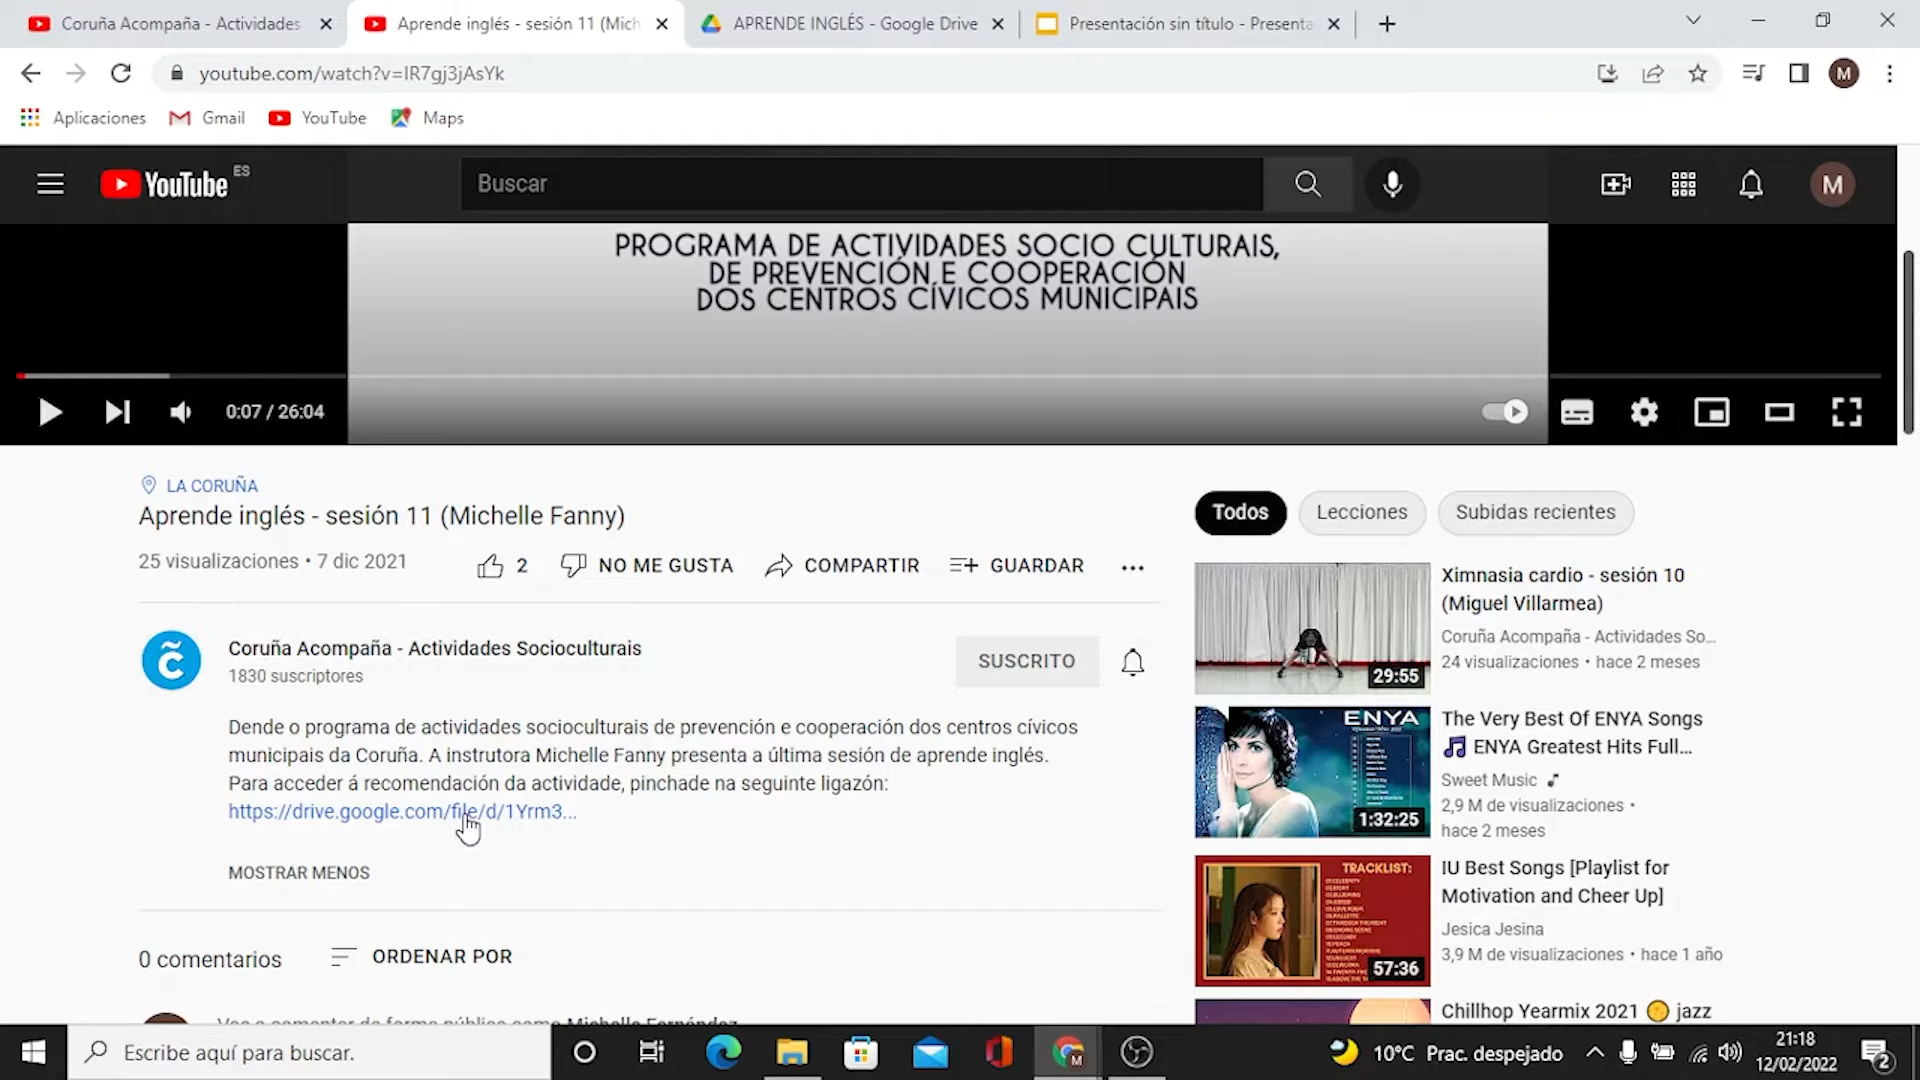 Coruña Acompaña - Actividades
Aprende inglés - sesión 11 (Mich
APRENDE INGLÉS - Google Drive
Presentación sin título - Presenta
youtube.com/watch?v=IR7gj3jAsYk
M
Aplicaciones
Gmail
YouTube
Maps
YouTube ES
Buscar
M
PROGRAMA DE ACTIVIDADES SOCIO CULTURAIS,
DE PREVENCIÓN E COOPERACIÓN
DOS CENTROS CÍVICOS MUNICIPAIS
0:07 / 26:04
LA CORUÑA
Aprende inglés - sesión 11 (Michelle Fanny)
25 visualizaciones • 7 dic 2021
2
NO ME GUSTA
COMPARTIR
GUARDAR
Coruña Acompaña - Actividades Socioculturais
1830 suscriptores
SUSCRITO
Dende o programa de actividades socioculturais de prevención e cooperación dos centros cívicos
municipais da Coruña. A instrutora Michelle Fanny presenta a última sesión de aprende inglés.
Para acceder á recomendación da actividade, pinchade na seguinte ligazón:
https://drive.google.com/file/d/1Yrm3...
MOSTRAR MENOS
0 comentarios
ORDENAR POR
Todos
Lecciones
Subidas recientes
29:55
Ximnasia cardio - sesión 10
(Miguel Villarmea)
Coruña Acompaña - Actividades So...
24 visualizaciones • hace 2 meses
ENYA
1:32:25
The Very Best Of ENYA Songs
🎵 ENYA Greatest Hits Full...
Sweet Music
2,9 M de visualizaciones •
hace 2 meses
TRACKLIST:
57:36
IU Best Songs [Playlist for
Motivation and Cheer Up]
Jesica Jesina
3,9 M de visualizaciones • hace 1 año
Chillhop Yearmix 2021 jazz
Escribe aquí para buscar.
10°C Prac. despejado
21:18
12/02/2022
2